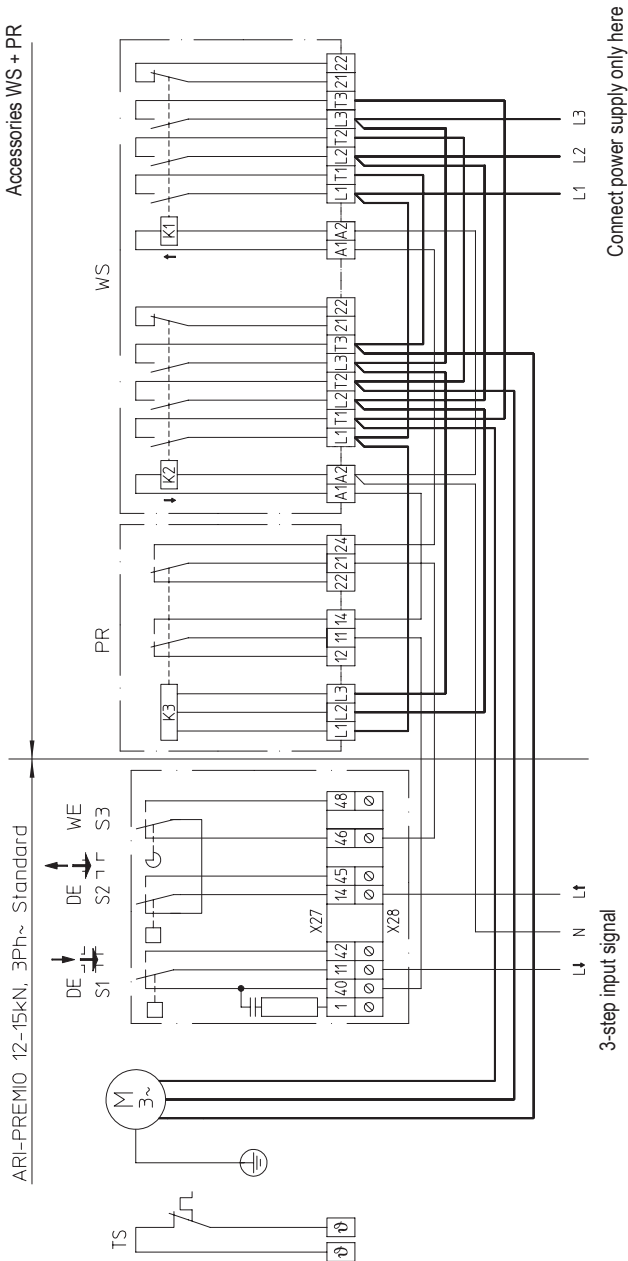 ARI-PREMIO 12-15kN, 3Ph~ Standard
Accessories WS + PR
TS
M
3~
DE
S1
DE
S2
WE
S3
PR
WS
K3
K2
K1
1 40 11 42 14 45 46 48
X27
X28
L1 L2 L3 12 11 14 22 21 24
A1 A2 L1 T1 L2 T2 L3 T3 21 22
A1 A2 L1 T1 L2 T2 L3 T3 21 22
ϑ ϑ
L↓ N L↑
3-step input signal
L1 L2 L3
Connect power supply only here